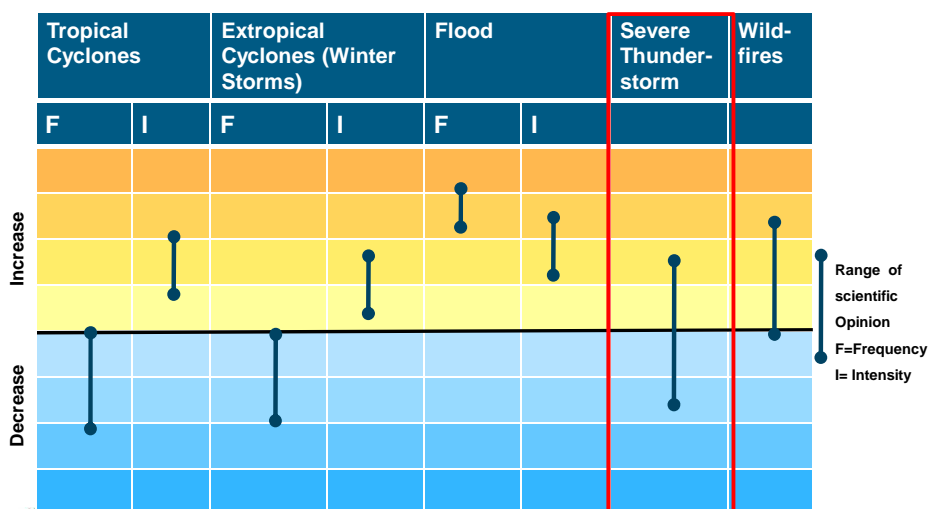 Tropical
Cyclones
Extropical
Cyclones (Winter
Storms)
Flood
Severe
Thunder-
storm
Wild-
fires
F
I
F
I
F
I
Increase
Decrease
Range of
scientific
Opinion
F=Frequency
I= Intensity